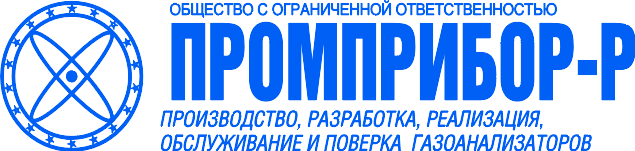 ОБЩЕСТВО С ОГРАНИЧЕННОЙ ОТВЕТСТВЕННОСТЬЮ
ПРОМПРИБОР-Р
ПРОИЗВОДСТВО, РАЗРАБОТКА, РЕАЛИЗАЦИЯ,
ОБСЛУЖИВАНИЕ И ПОВЕРКА ГАЗОАНАЛИЗАТОРОВ